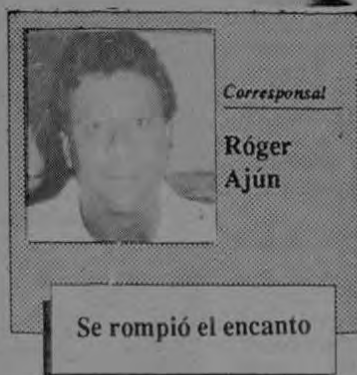 Corresponsal
Róger
Ajún
Se rompió el encanto